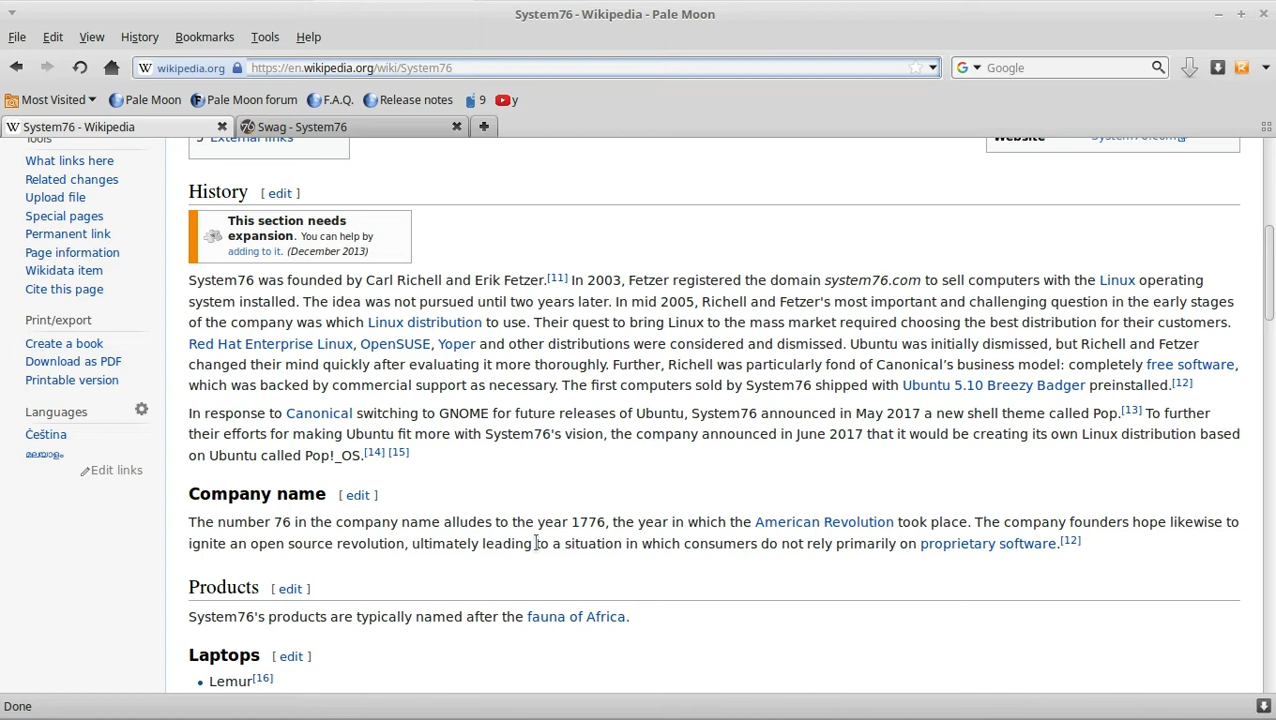 System76 - Wikipedia - Pale Moon
File Edit View History Bookmarks Tools Help
W wikipedia.org https://en.wikipedia.org/wiki/System76 G Google
Most Visited Pale Moon Pale Moon forum F.A.Q. Release notes 9 y
W System76 - Wikipedia 76 Swag - System76
Tools
What links here
Related changes
Upload file
Special pages
Permanent link
Page information
Wikidata item
Cite this page
Print/export
Create a book
Download as PDF
Printable version
Languages
Čeština
മലയാളം
Edit links
5 External links
Website system76.com
History [ edit ]
This section needs
expansion. You can help by
adding to it. (December 2013)
System76 was founded by Carl Richell and Erik Fetzer.[11] In 2003, Fetzer registered the domain system76.com to sell computers with the Linux operating
system installed. The idea was not pursued until two years later. In mid 2005, Richell and Fetzer's most important and challenging question in the early stages
of the company was which Linux distribution to use. Their quest to bring Linux to the mass market required choosing the best distribution for their customers.
Red Hat Enterprise Linux, OpenSUSE, Yoper and other distributions were considered and dismissed. Ubuntu was initially dismissed, but Richell and Fetzer
changed their mind quickly after evaluating it more thoroughly. Further, Richell was particularly fond of Canonical's business model: completely free software,
which was backed by commercial support as necessary. The first computers sold by System76 shipped with Ubuntu 5.10 Breezy Badger preinstalled.[12]
In response to Canonical switching to GNOME for future releases of Ubuntu, System76 announced in May 2017 a new shell theme called Pop.[13] To further
their efforts for making Ubuntu fit more with System76's vision, the company announced in June 2017 that it would be creating its own Linux distribution based
on Ubuntu called Pop!_OS.[14] [15]
Company name [ edit ]
The number 76 in the company name alludes to the year 1776, the year in which the American Revolution took place. The company founders hope likewise to
ignite an open source revolution, ultimately leading to a situation in which consumers do not rely primarily on proprietary software.[12]
Products [ edit ]
System76's products are typically named after the fauna of Africa.
Laptops [ edit ]
• Lemur[16]
Done